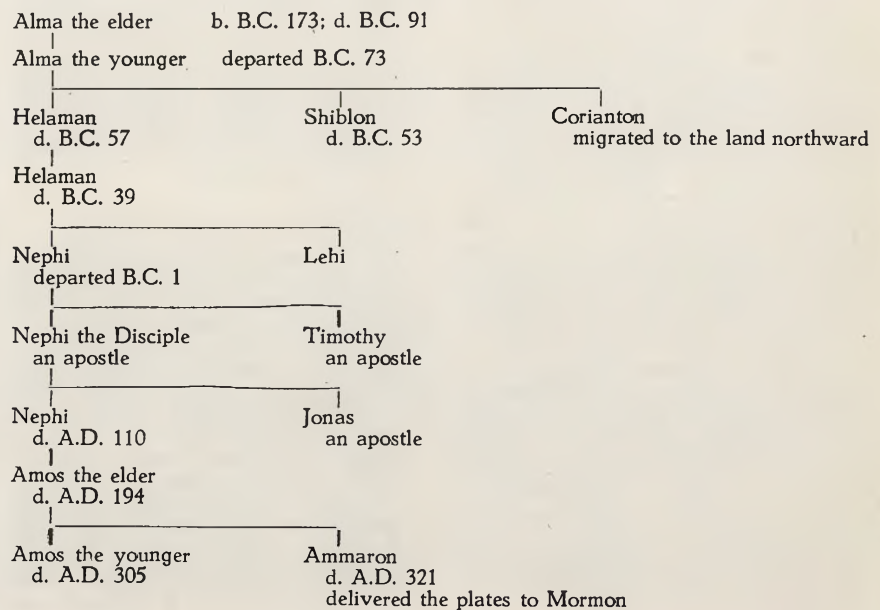 Alma the elder b. B.C. 173; d. B.C. 91
Alma the younger departed B.C. 73
Helaman Shiblon Corianton
d. B.C. 57 d. B.C. 53 migrated to the land northward
Helaman
d. B.C. 39
Nephi Lehi
departed B.C. 1
Nephi the Disciple Timothy
an apostle an apostle
Nephi Jonas
d. A.D. 110 an apostle
Amos the elder
d. A.D. 194
Amos the younger Ammaron
d. A.D. 305 d. A.D. 321
delivered the plates to Mormon